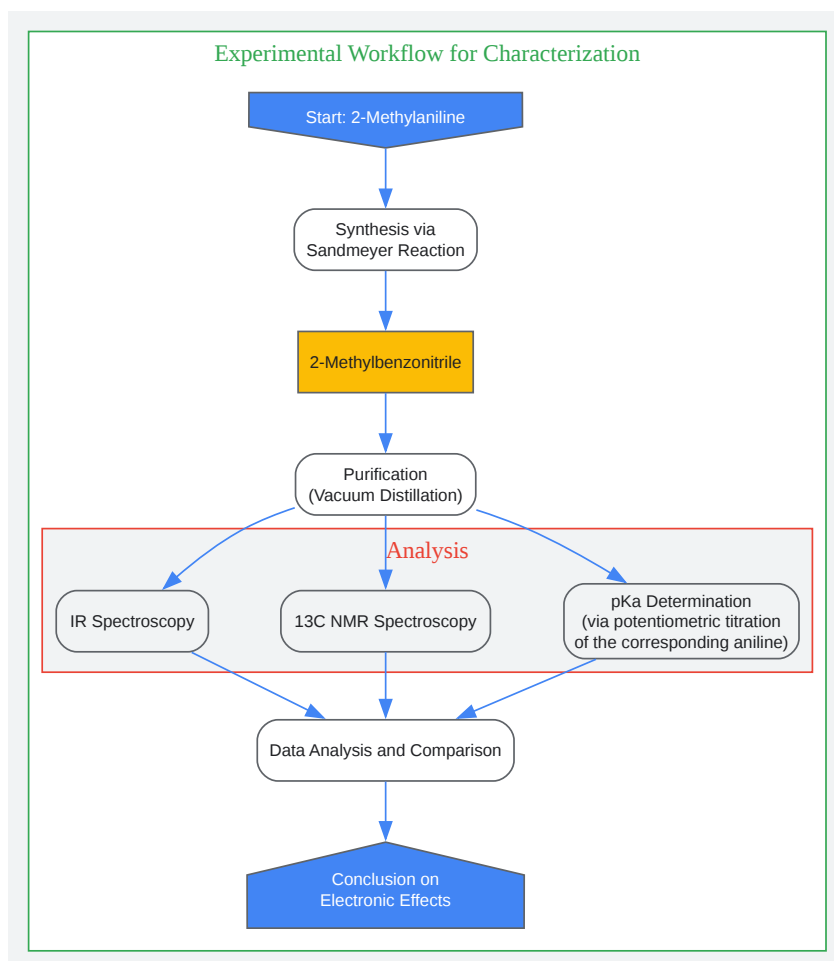 Experimental Workflow for Characterization
Start: 2-Methylaniline
Synthesis via
Sandmeyer Reaction
2-Methylbenzonitrile
Purification
(Vacuum Distillation)
Analysis
IR Spectroscopy
13C NMR Spectroscopy
pKa Determination
(via potentiometric titration
of the corresponding aniline)
Data Analysis and Comparison
Conclusion on
Electronic Effects